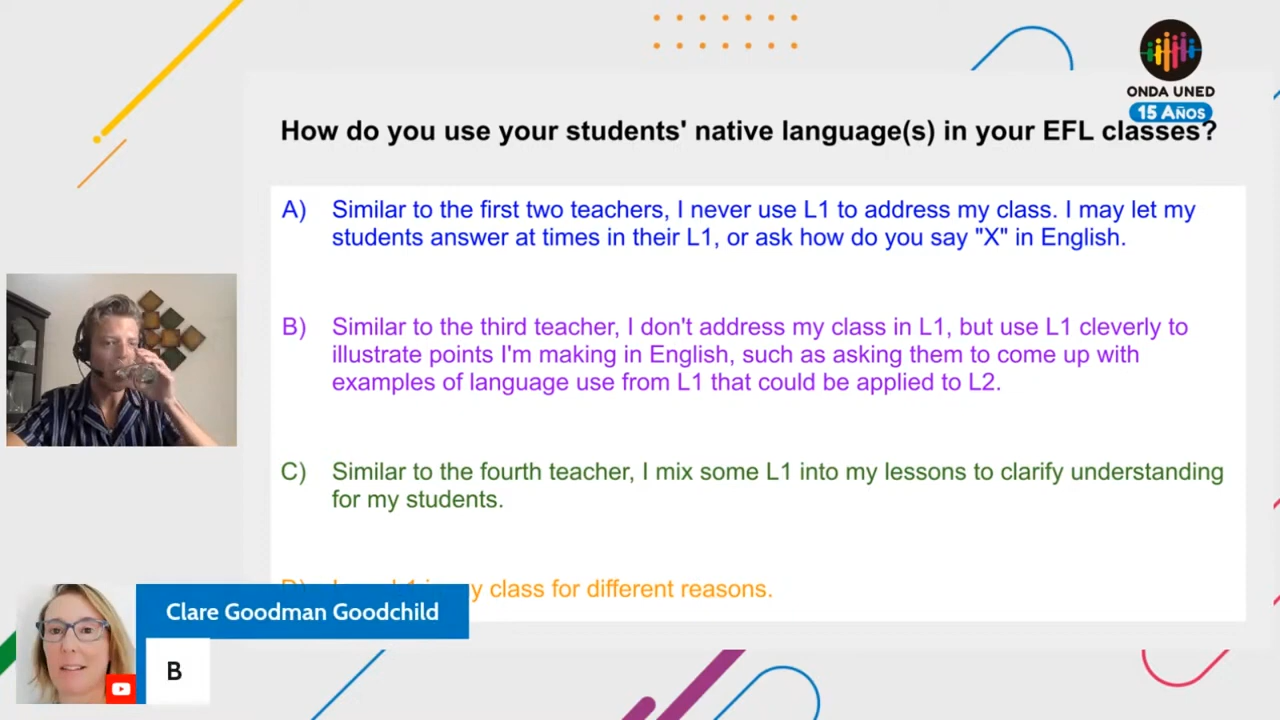 ONDA UNED
15 AÑOS
How do you use your students' native language(s) in your EFL classes?
A) Similar to the first two teachers, I never use L1 to address my class. I may let my
students answer at times in their L1, or ask how do you say "X" in English.
B) Similar to the third teacher, I don't address my class in L1, but use L1 cleverly to
illustrate points I'm making in English, such as asking them to come up with
examples of language use from L1 that could be applied to L2.
C) Similar to the fourth teacher, I mix some L1 into my lessons to clarify understanding
for my students.
class for different reasons.
Clare Goodman Goodchild
B